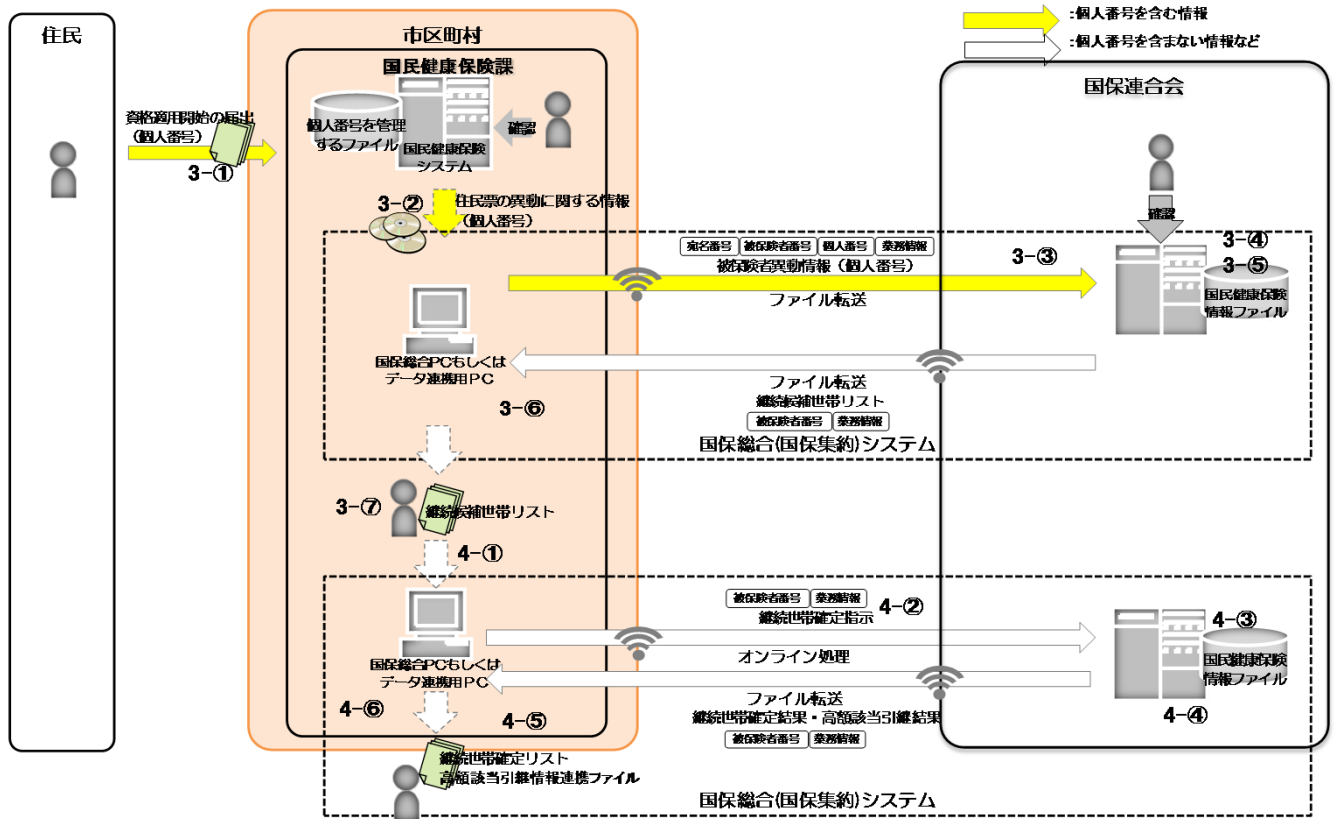 :個人番号を含む情報
:個人番号を含まない情報など
住民
市区町村
国民健康保険課
国保連合会
資格適用開始の届出
（個人番号）
3-①
個人番号を管理
するファイル
国民健康保険
システム
確認
3-②
住民票の異動に関する情報
（個人番号）
確認
宛名番号
被保険者番号
個人番号
業務情報
被保険者異動情報（個人番号）
ファイル転送
3-③
3-④
3-⑤
国民健康保険
情報ファイル
国保総合PCもしくは
データ連携用PC
3-⑥
ファイル転送
継続候補世帯リスト
被保険者番号
業務情報
国保総合(国保集約)システム
3-⑦
継続候補世帯リスト
4-①
被保険者番号
業務情報
継続世帯確定指示
4-②
オンライン処理
4-③
国民健康保険
情報ファイル
4-④
国保総合PCもしくは
データ連携用PC
ファイル転送
継続世帯確定結果・高額該当引継結果
被保険者番号
業務情報
4-⑥
4-⑤
継続世帯確定リスト
高額該当引継情報連携ファイル
国保総合(国保集約)システム